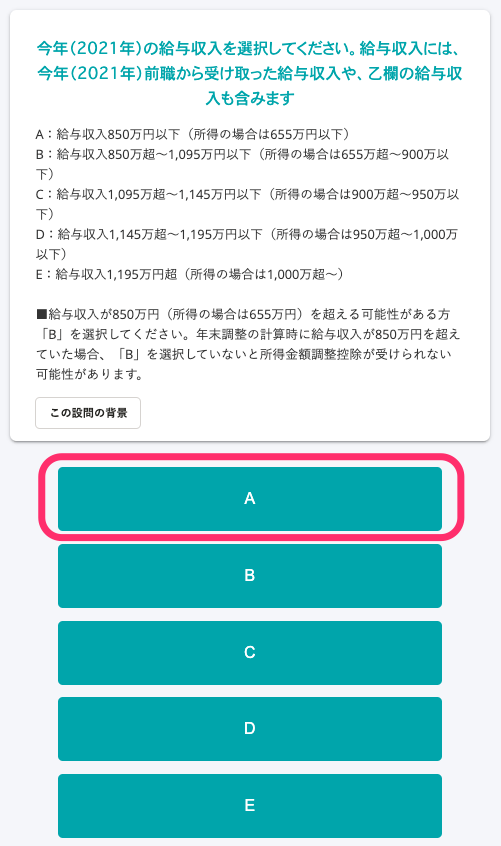 今年（2021年）の給与収入を選択してください。給与収入には、
今年（2021年）前職から受け取った給与収入や、乙欄の給与収
入も含みます
A：給与収入850万円以下（所得の場合は655万円以下）
B：給与収入850万超〜1,095万円以下（所得の場合は655万超〜900万以
下）
C：給与収入1,095万超〜1,145万円以下（所得の場合は900万超〜950万以
下）
D：給与収入1,145万超〜1,195万円以下（所得の場合は950万超〜1,000万
以下）
E：給与収入1,195万円超（所得の場合は1,000万超〜）
■給与収入が850万円（所得の場合は655万円）を超える可能性がある方
「B」を選択してください。年末調整の計算時に給与収入が850万円を超え
ていた場合、「B」を選択していないと所得金額調整控除が受けられない
可能性があります。
この設問の背景
A
B
C
D
E